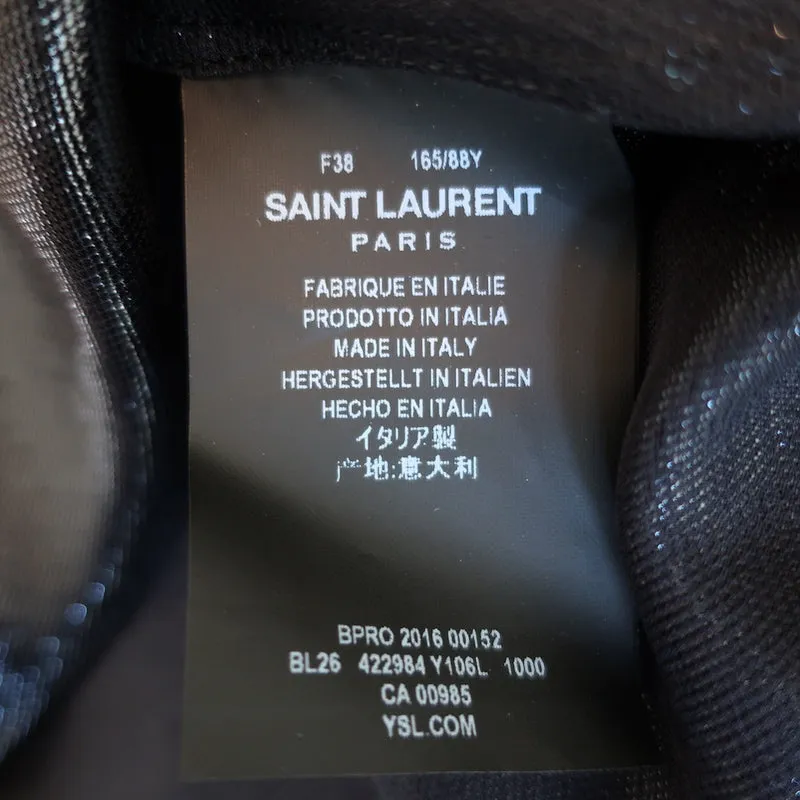 F38 165/88Y
SAINT LAURENT
PARIS
FABRIQUE EN ITALIE
PRODOTTO IN ITALIA
MADE IN ITALY
HERGESTELLT IN ITALIEN
HECHO EN ITALIA
イタリア製
产地:意大利
BPRO 2016 00152
BL26 422984 Y106L 1000
CA 00985
YSL.COM